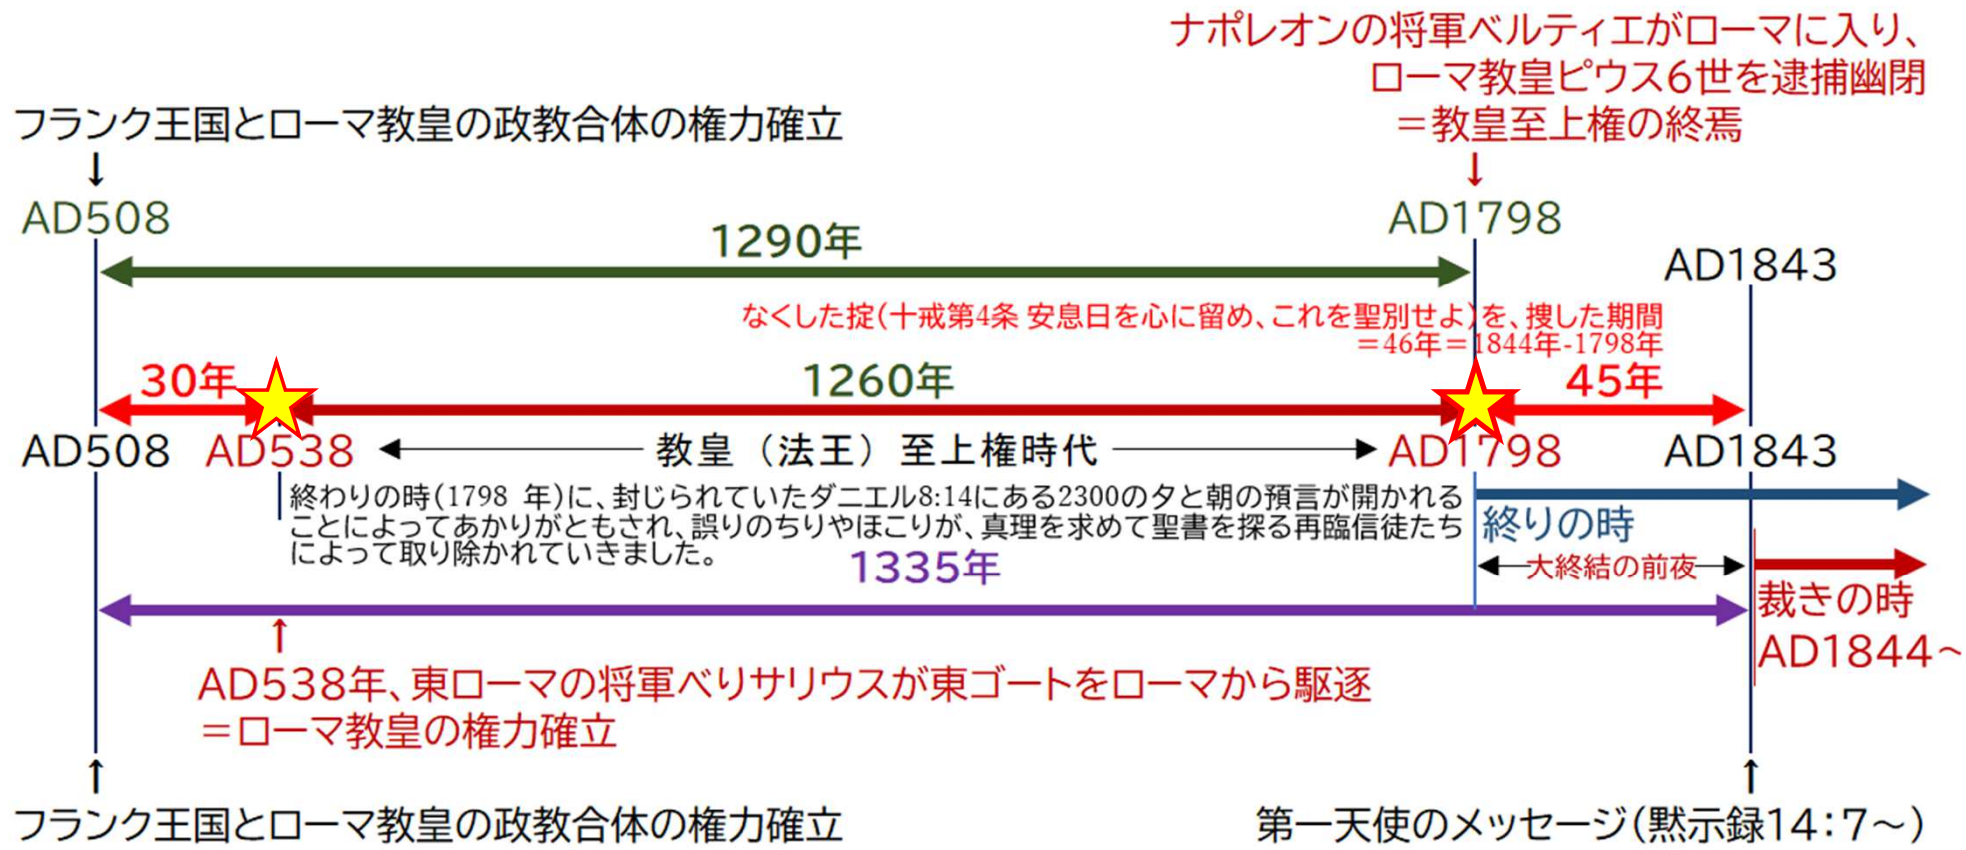 ナポレオンの将軍ベルティエがローマに入り、
ローマ教皇ピウス6世を逮捕幽閉
＝教皇至上権の終焉
フランク王国とローマ教皇の政教合体の権力確立
↓
↓
AD508
AD1798
1290年
AD1843
なくした掟(十戒第4条 安息日を心に留め、これを聖別せよ)を、捜した期間
＝46年＝1844年-1798年
30年
1260年
45年
AD508
AD538
教皇（法王）至上権時代
AD1798
AD1843
終わりの時(1798 年)に、封じられていたダニエル8:14にある2300の夕と朝の預言が開かれる
ことによってあかりがともされ、誤りのちりやほこりが、真理を求めて聖書を探る再臨信徒たち
によって取り除かれていきました。
終りの時
大終結の前夜
1335年
裁きの時
AD1844～
↑
AD538年、東ローマの将軍べりサリウスが東ゴートをローマから駆逐
＝ローマ教皇の権力確立
↑
↑
フランク王国とローマ教皇の政教合体の権力確立
第一天使のメッセージ(黙示録14：7～)